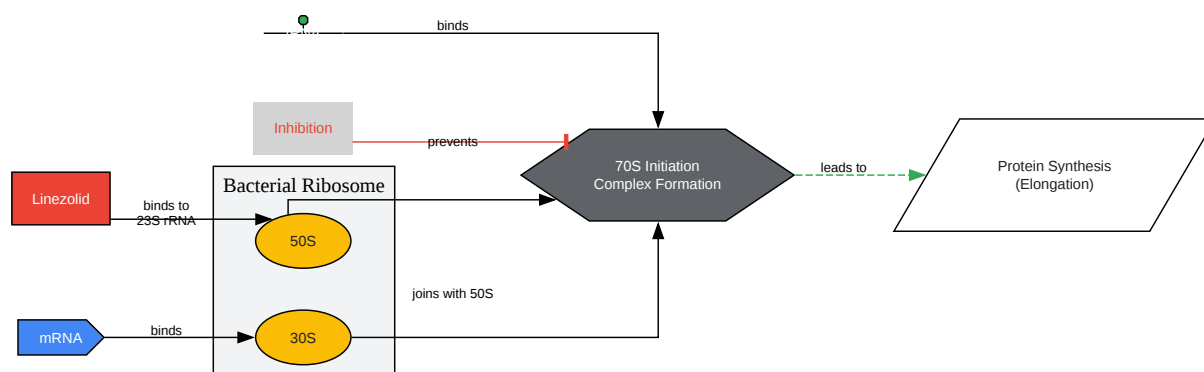 binds
Inhibition
prevents
70S Initiation
Complex Formation
leads to
Protein Synthesis
(Elongation)
Bacterial Ribosome
Linezolid
binds to
23S rRNA
50S
joins with 50S
mRNA
binds
30S